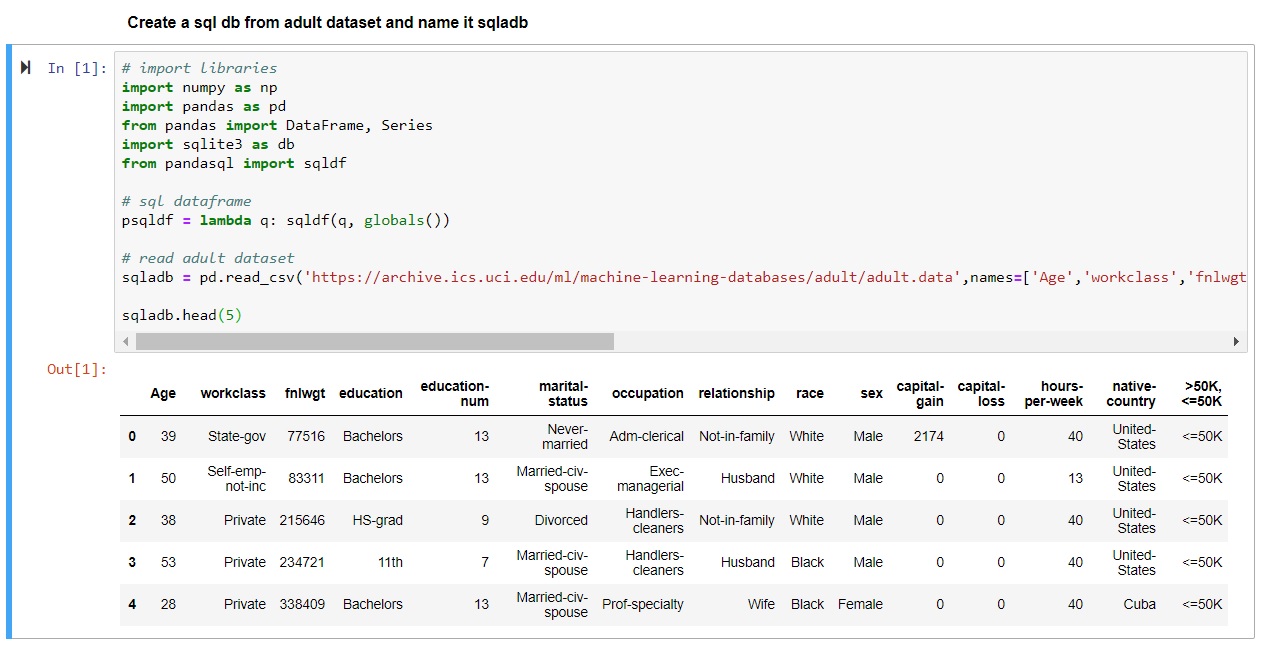 Create a sql db from adult dataset and name it sqladb
In [1]:
# import libraries
import numpy as np
import pandas as pd
from pandas import DataFrame, Series
import sqlite3 as db
from pandasql import sqldf
# sql dataframe
psqldf = lambda q: sqldf(q, globals())
# read adult dataset
sqladb = pd.read_csv('https://archive.ics.uci.edu/ml/machine-learning-databases/adult/adult.data',names=['Age','workclass','fnlwgt
sqladb.head(5)
Out[1]:
Age workclass fnlwgt education education-num marital-status occupation relationship race sex capital-gain capital-loss hours-per-week native-country >50K, <=50K
0 39 State-gov 77516 Bachelors 13 Never-married Adm-clerical Not-in-family White Male 2174 0 40 United-States <=50K
1 50 Self-emp-not-inc 83311 Bachelors 13 Married-civ-spouse Exec-managerial Husband White Male 0 0 13 United-States <=50K
2 38 Private 215646 HS-grad 9 Divorced Handlers-cleaners Not-in-family White Male 0 0 40 United-States <=50K
3 53 Private 234721 11th 7 Married-civ-spouse Handlers-cleaners Husband Black Male 0 0 40 United-States <=50K
4 28 Private 338409 Bachelors 13 Married-civ-spouse Prof-specialty Wife Black Female 0 0 40 Cuba <=50K